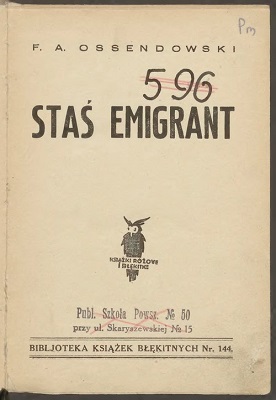 Pm
F. A. OSSENDOWSKI
596
STAŚ EMIGRANT
KSIĄŻKI RÓŻOWE
I BŁĘKITNE
Publ. Szkoła Powsz. № 50
przy ul. Skaryszewskiej № 15
BIBLJOTEKA KSIĄŻEK BŁĘKITNYCH Nr. 144.